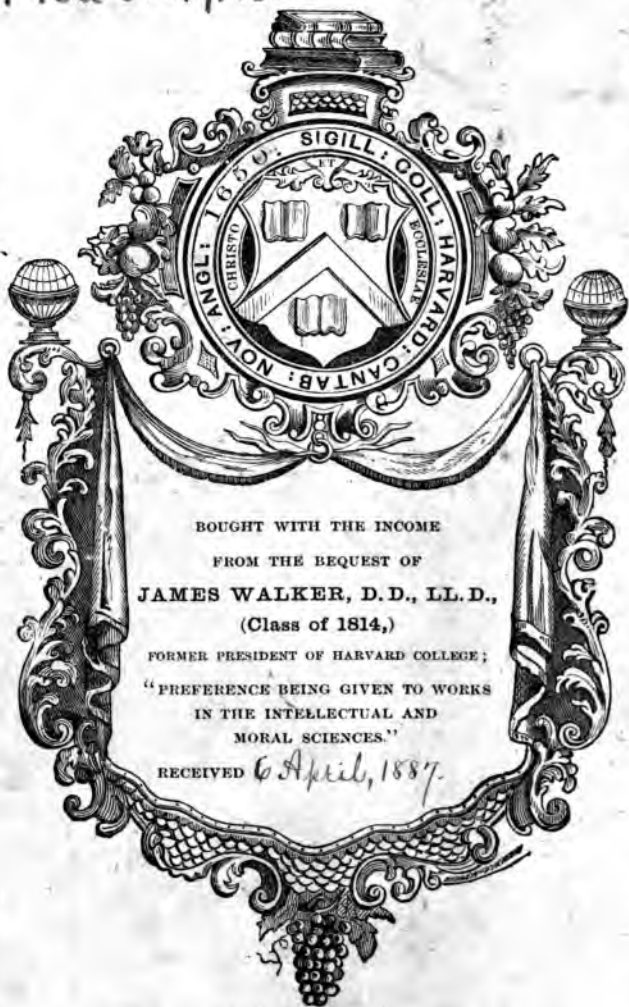 SIGILL: COLL: HARVARD: CANTAB: NOV: ANGL: 1650:
CHRISTO
ET
ECCLESIAE
BOUGHT WITH THE INCOME
FROM THE BEQUEST OF
JAMES WALKER, D.D., LL.D.,
(Class of 1814,)
FORMER PRESIDENT OF HARVARD COLLEGE;
"PREFERENCE BEING GIVEN TO WORKS
IN THE INTELLECTUAL AND
MORAL SCIENCES."
RECEIVED 6 April, 1887.